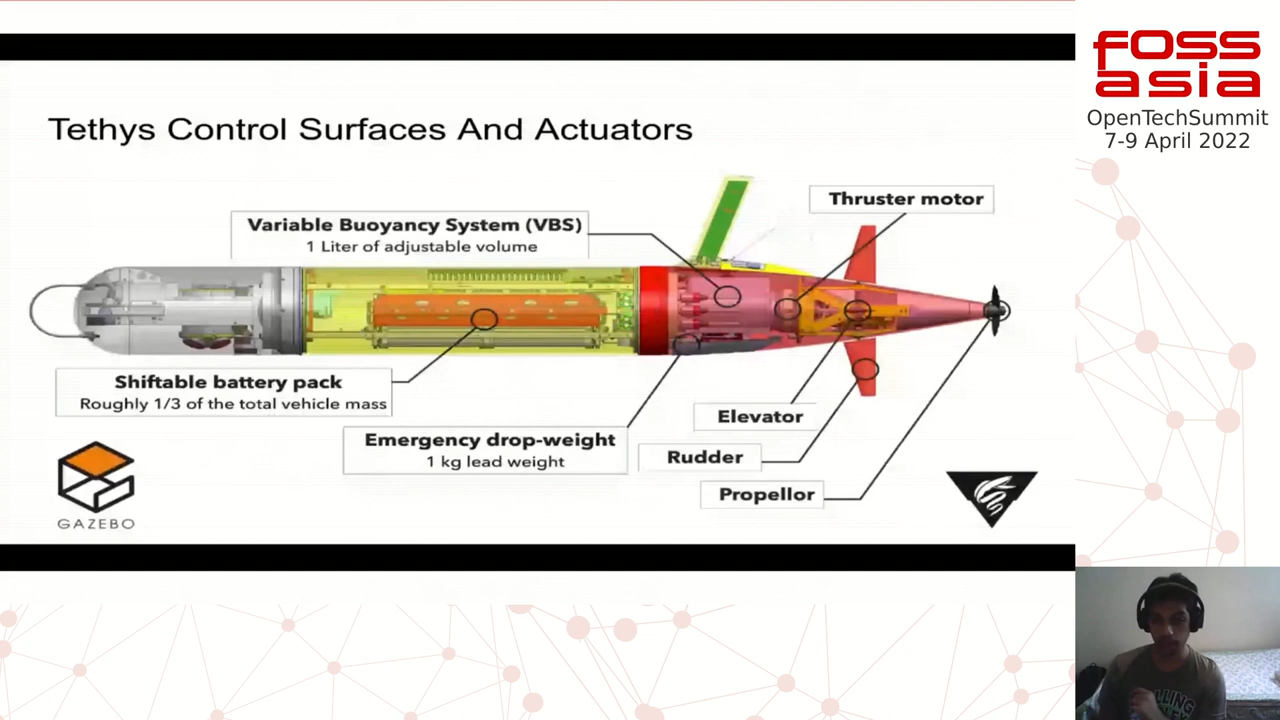 foss
asia
OpenTechSummit
7-9 April 2022
Tethys Control Surfaces And Actuators
Thruster motor
Variable Buoyancy System (VBS)
1 Liter of adjustable volume
Shiftable battery pack
Roughly 1/3 of the total vehicle mass
Emergency drop-weight
1 kg lead weight
Elevator
Rudder
Propellor
GAZEBO